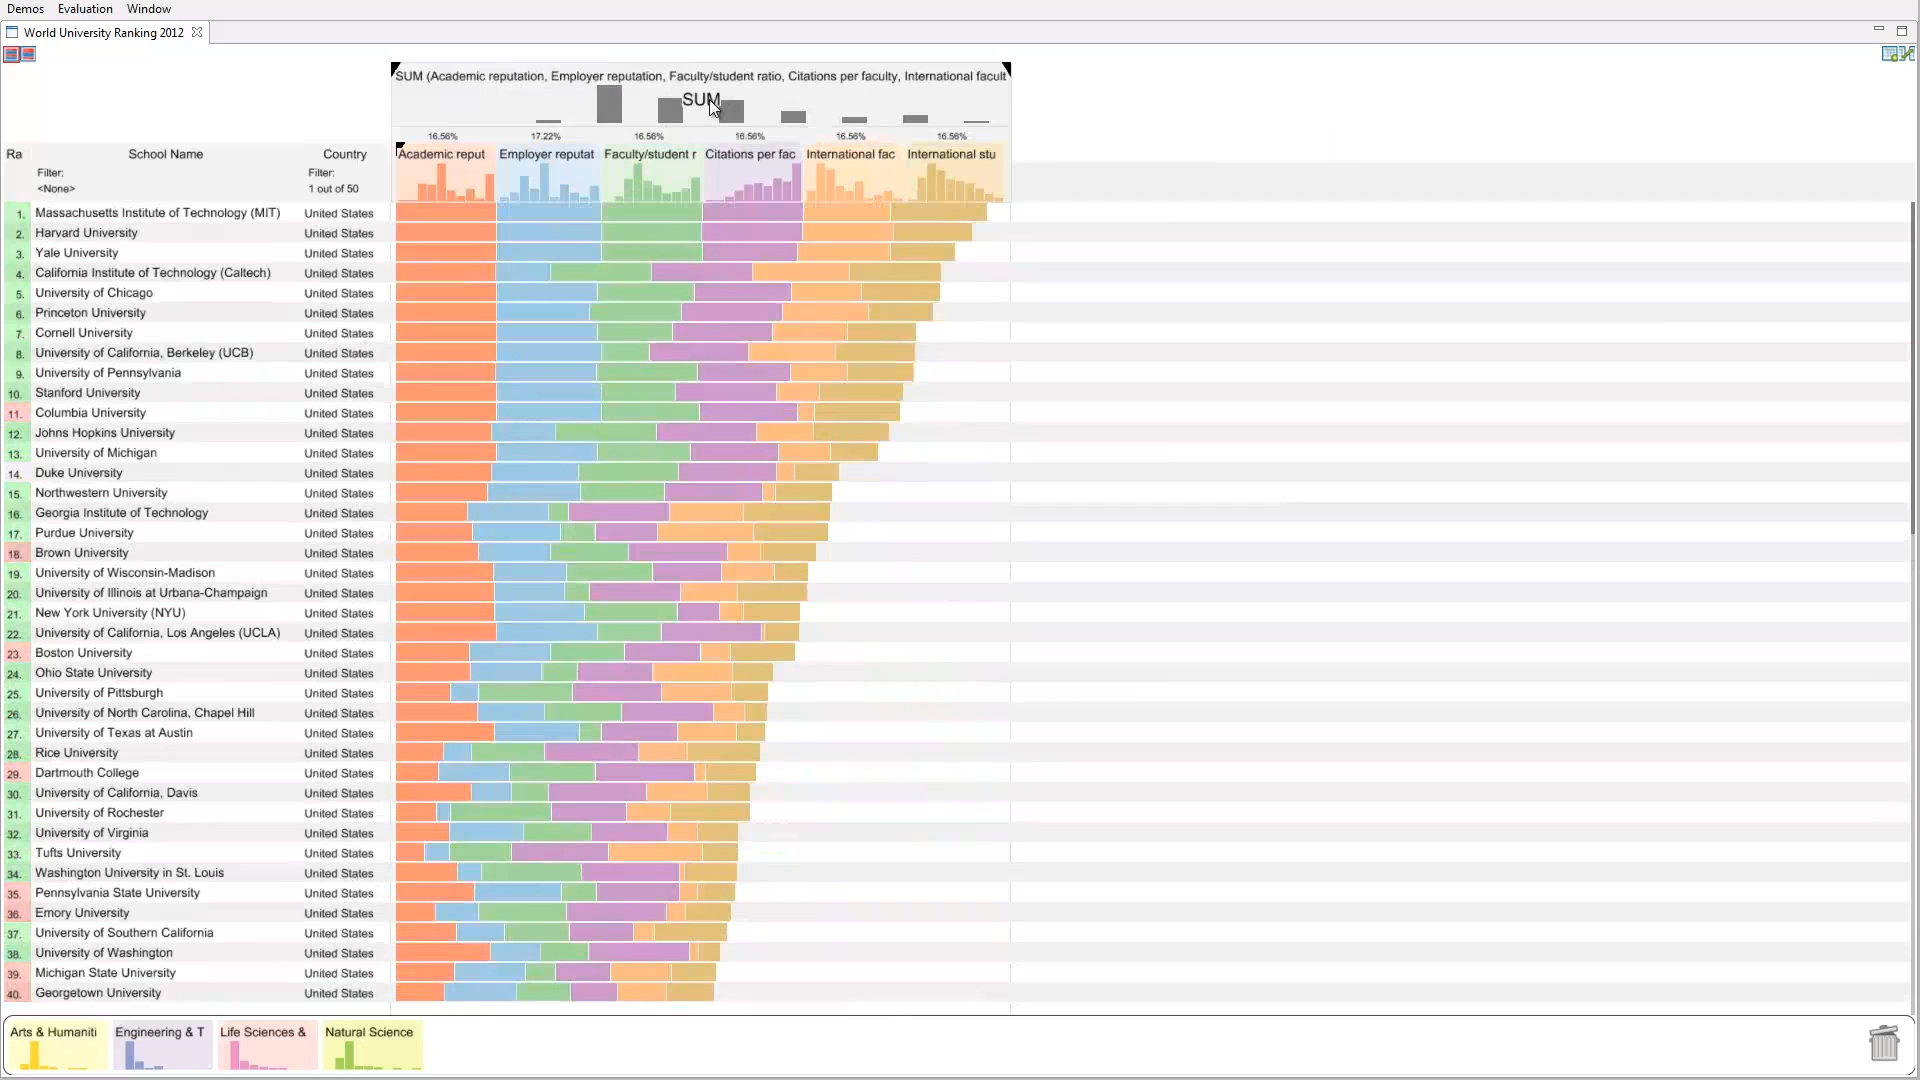 Demos Evaluation Window
World University Ranking 2012
SUM (Academic reputation, Employer reputation, Faculty/student ratio, Citations per faculty, International facult
SUM
16.56% 17.22% 16.56% 16.56% 16.56% 16.56%
Ra School Name Country Academic reput Employer reputat Faculty/student r Citations per fac International fac International stu
Filter: Filter:
<None> 1 out of 50
1. Massachusetts Institute of Technology (MIT) United States
2. Harvard University United States
3. Yale University United States
4. California Institute of Technology (Caltech) United States
5. University of Chicago United States
6. Princeton University United States
7. Cornell University United States
8. University of California, Berkeley (UCB) United States
9. University of Pennsylvania United States
10. Stanford University United States
11. Columbia University United States
12. Johns Hopkins University United States
13. University of Michigan United States
14. Duke University United States
15. Northwestern University United States
16. Georgia Institute of Technology United States
17. Purdue University United States
18. Brown University United States
19. University of Wisconsin-Madison United States
20. University of Illinois at Urbana-Champaign United States
21. New York University (NYU) United States
22. University of California, Los Angeles (UCLA) United States
23. Boston University United States
24. Ohio State University United States
25. University of Pittsburgh United States
26. University of North Carolina, Chapel Hill United States
27. University of Texas at Austin United States
28. Rice University United States
29. Dartmouth College United States
30. University of California, Davis United States
31. University of Rochester United States
32. University of Virginia United States
33. Tufts University United States
34. Washington University in St. Louis United States
35. Pennsylvania State University United States
36. Emory University United States
37. University of Southern California United States
38. University of Washington United States
39. Michigan State University United States
40. Georgetown University United States
Arts & Humaniti Engineering & T Life Sciences & Natural Science